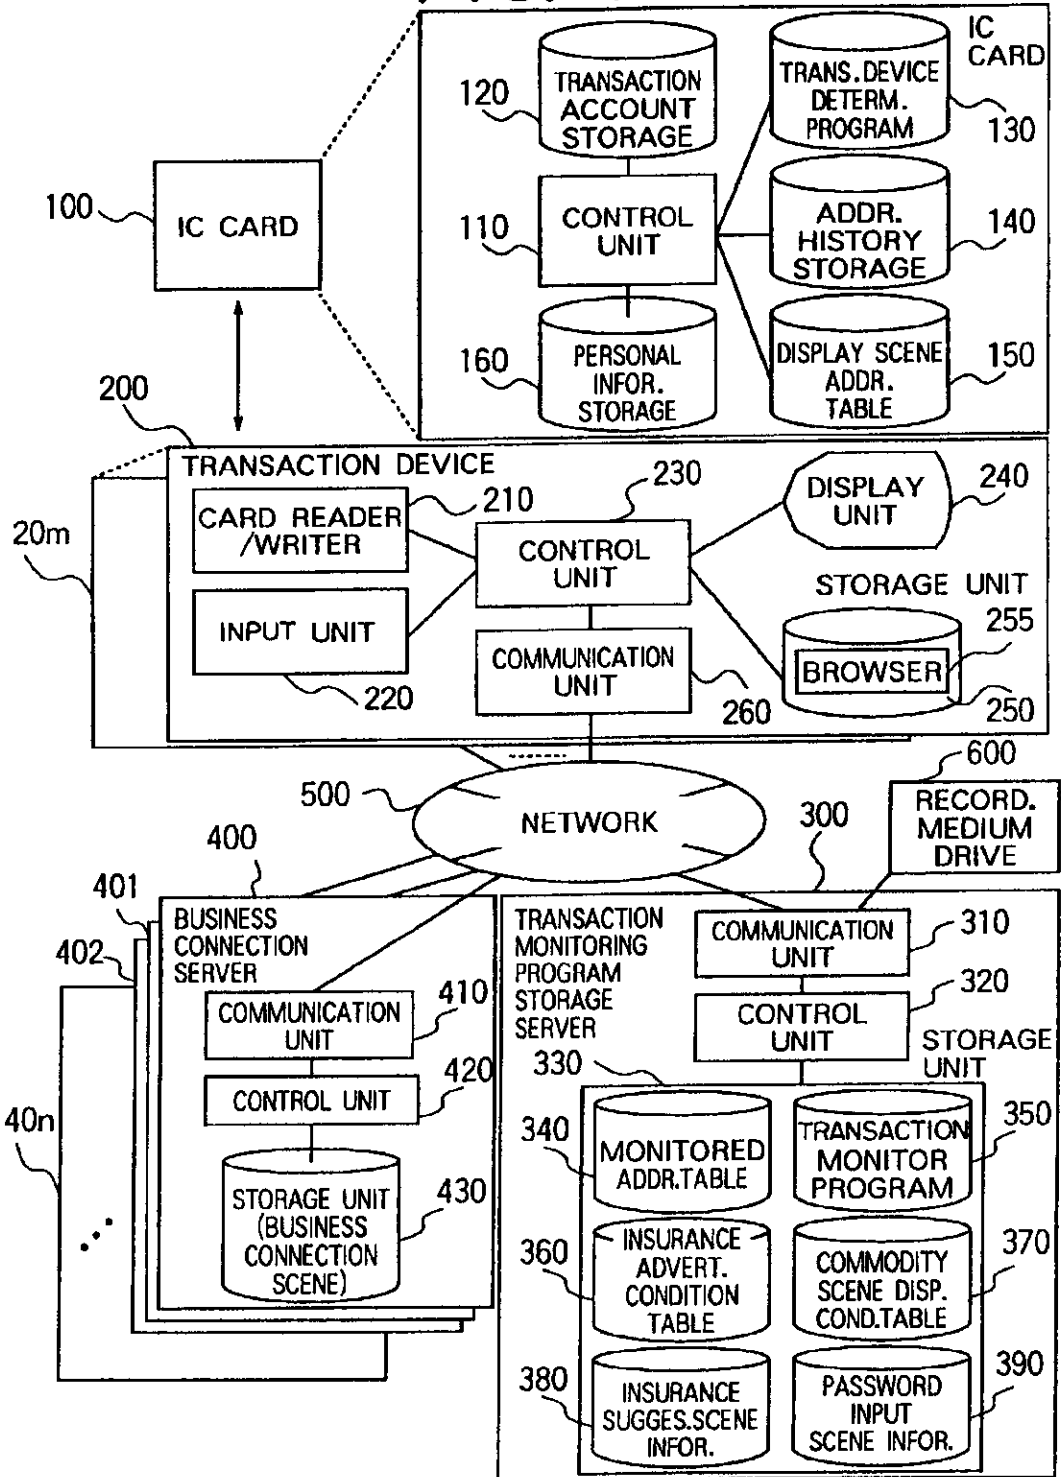 IC
CARD
TRANSACTION
ACCOUNT
STORAGE
120
TRANS.DEVICE
DETERM.
PROGRAM
130
100
IC CARD
110
CONTROL
UNIT
ADDR.
HISTORY
STORAGE
140
160
PERSONAL
INFOR.
STORAGE
DISPLAY SCENE
ADDR.
TABLE
150
200
TRANSACTION DEVICE
20m
CARD READER
/WRITER
210
230
CONTROL
UNIT
DISPLAY
UNIT
240
INPUT UNIT
220
COMMUNICATION
UNIT
260
STORAGE UNIT
255
BROWSER
250
500
NETWORK
600
RECORD.
MEDIUM
DRIVE
300
400
401
402
40n
BUSINESS
CONNECTION
SERVER
COMMUNICATION
UNIT
410
CONTROL UNIT
420
STORAGE UNIT
(BUSINESS
CONNECTION
SCENE)
430
TRANSACTION
MONITORING
PROGRAM
STORAGE
SERVER
COMMUNICATION
UNIT
310
CONTROL
UNIT
320
STORAGE
UNIT
330
340
MONITORED
ADDR.TABLE
TRANSACTION
MONITOR
PROGRAM
350
360
INSURANCE
ADVERT.
CONDITION
TABLE
COMMODITY
SCENE DISP.
COND.TABLE
370
380
INSURANCE
SUGGES.SCENE
INFOR.
PASSWORD
INPUT
SCENE INFOR.
390